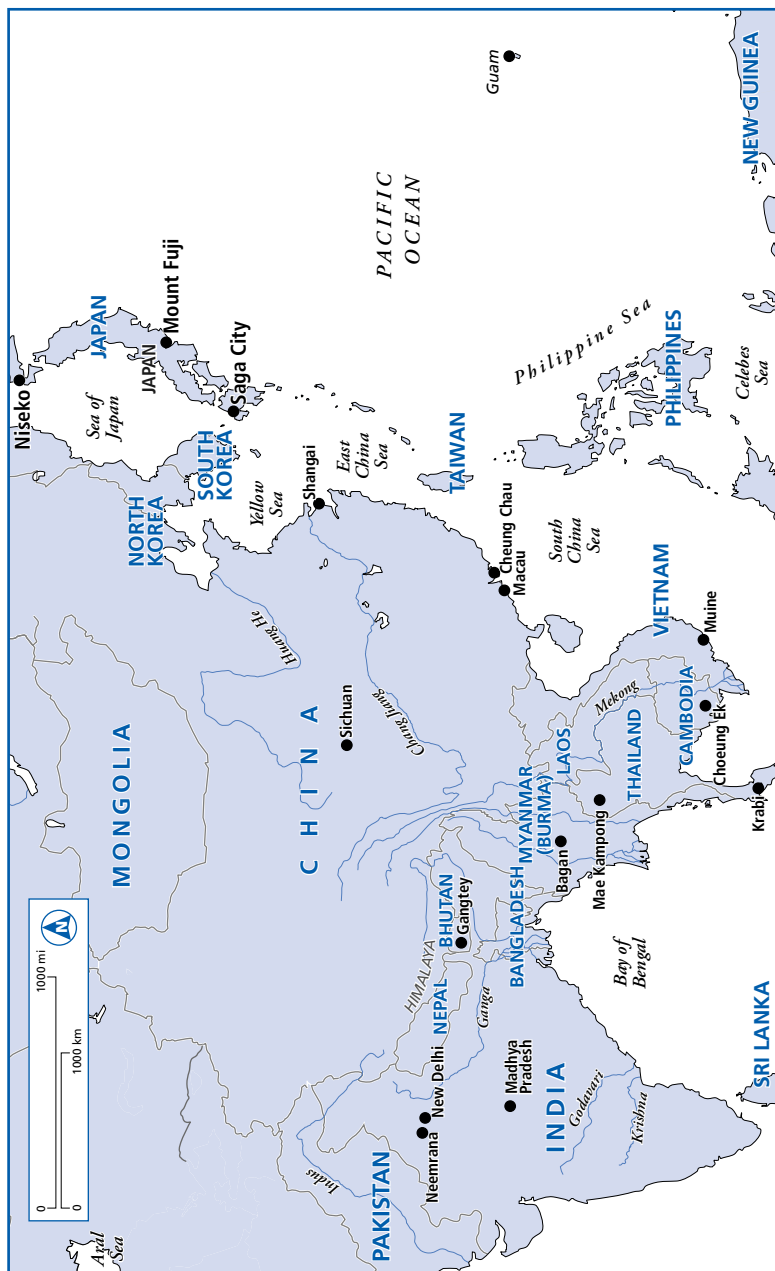 Aral
Sea
0
1000 mi
0
1000 km
N
MONGOLIA
Niseko
JAPAN
Sea of
Japan
JAPAN
Mount Fuji
NORTH
KOREA
SOUTH
KOREA
Saga City
Yellow
Sea
Huang He
CHINA
Sichuan
Shangai
East
China
Sea
Chang Jiang
PACIFIC
OCEAN
PAKISTAN
Indus
HIMALAYA
NEPAL
BHUTAN
Gangtey
Neemrana
New Delhi
Ganga
BANGLADESH
MYANMAR
(BURMA)
TAIWAN
Cheung Chau
Macau
Guam
Philippine Sea
Madhya
Pradesh
INDIA
Godavari
Krishna
Bay of
Bengal
Bagan
Mae Kampong
LAOS
THAILAND
Mekong
CAMBODIA
Choeung Ek
VIETNAM
Muine
South
China
Sea
PHILIPPINES
Celebes
Sea
Krabi
SRI LANKA
NEW GUINEA